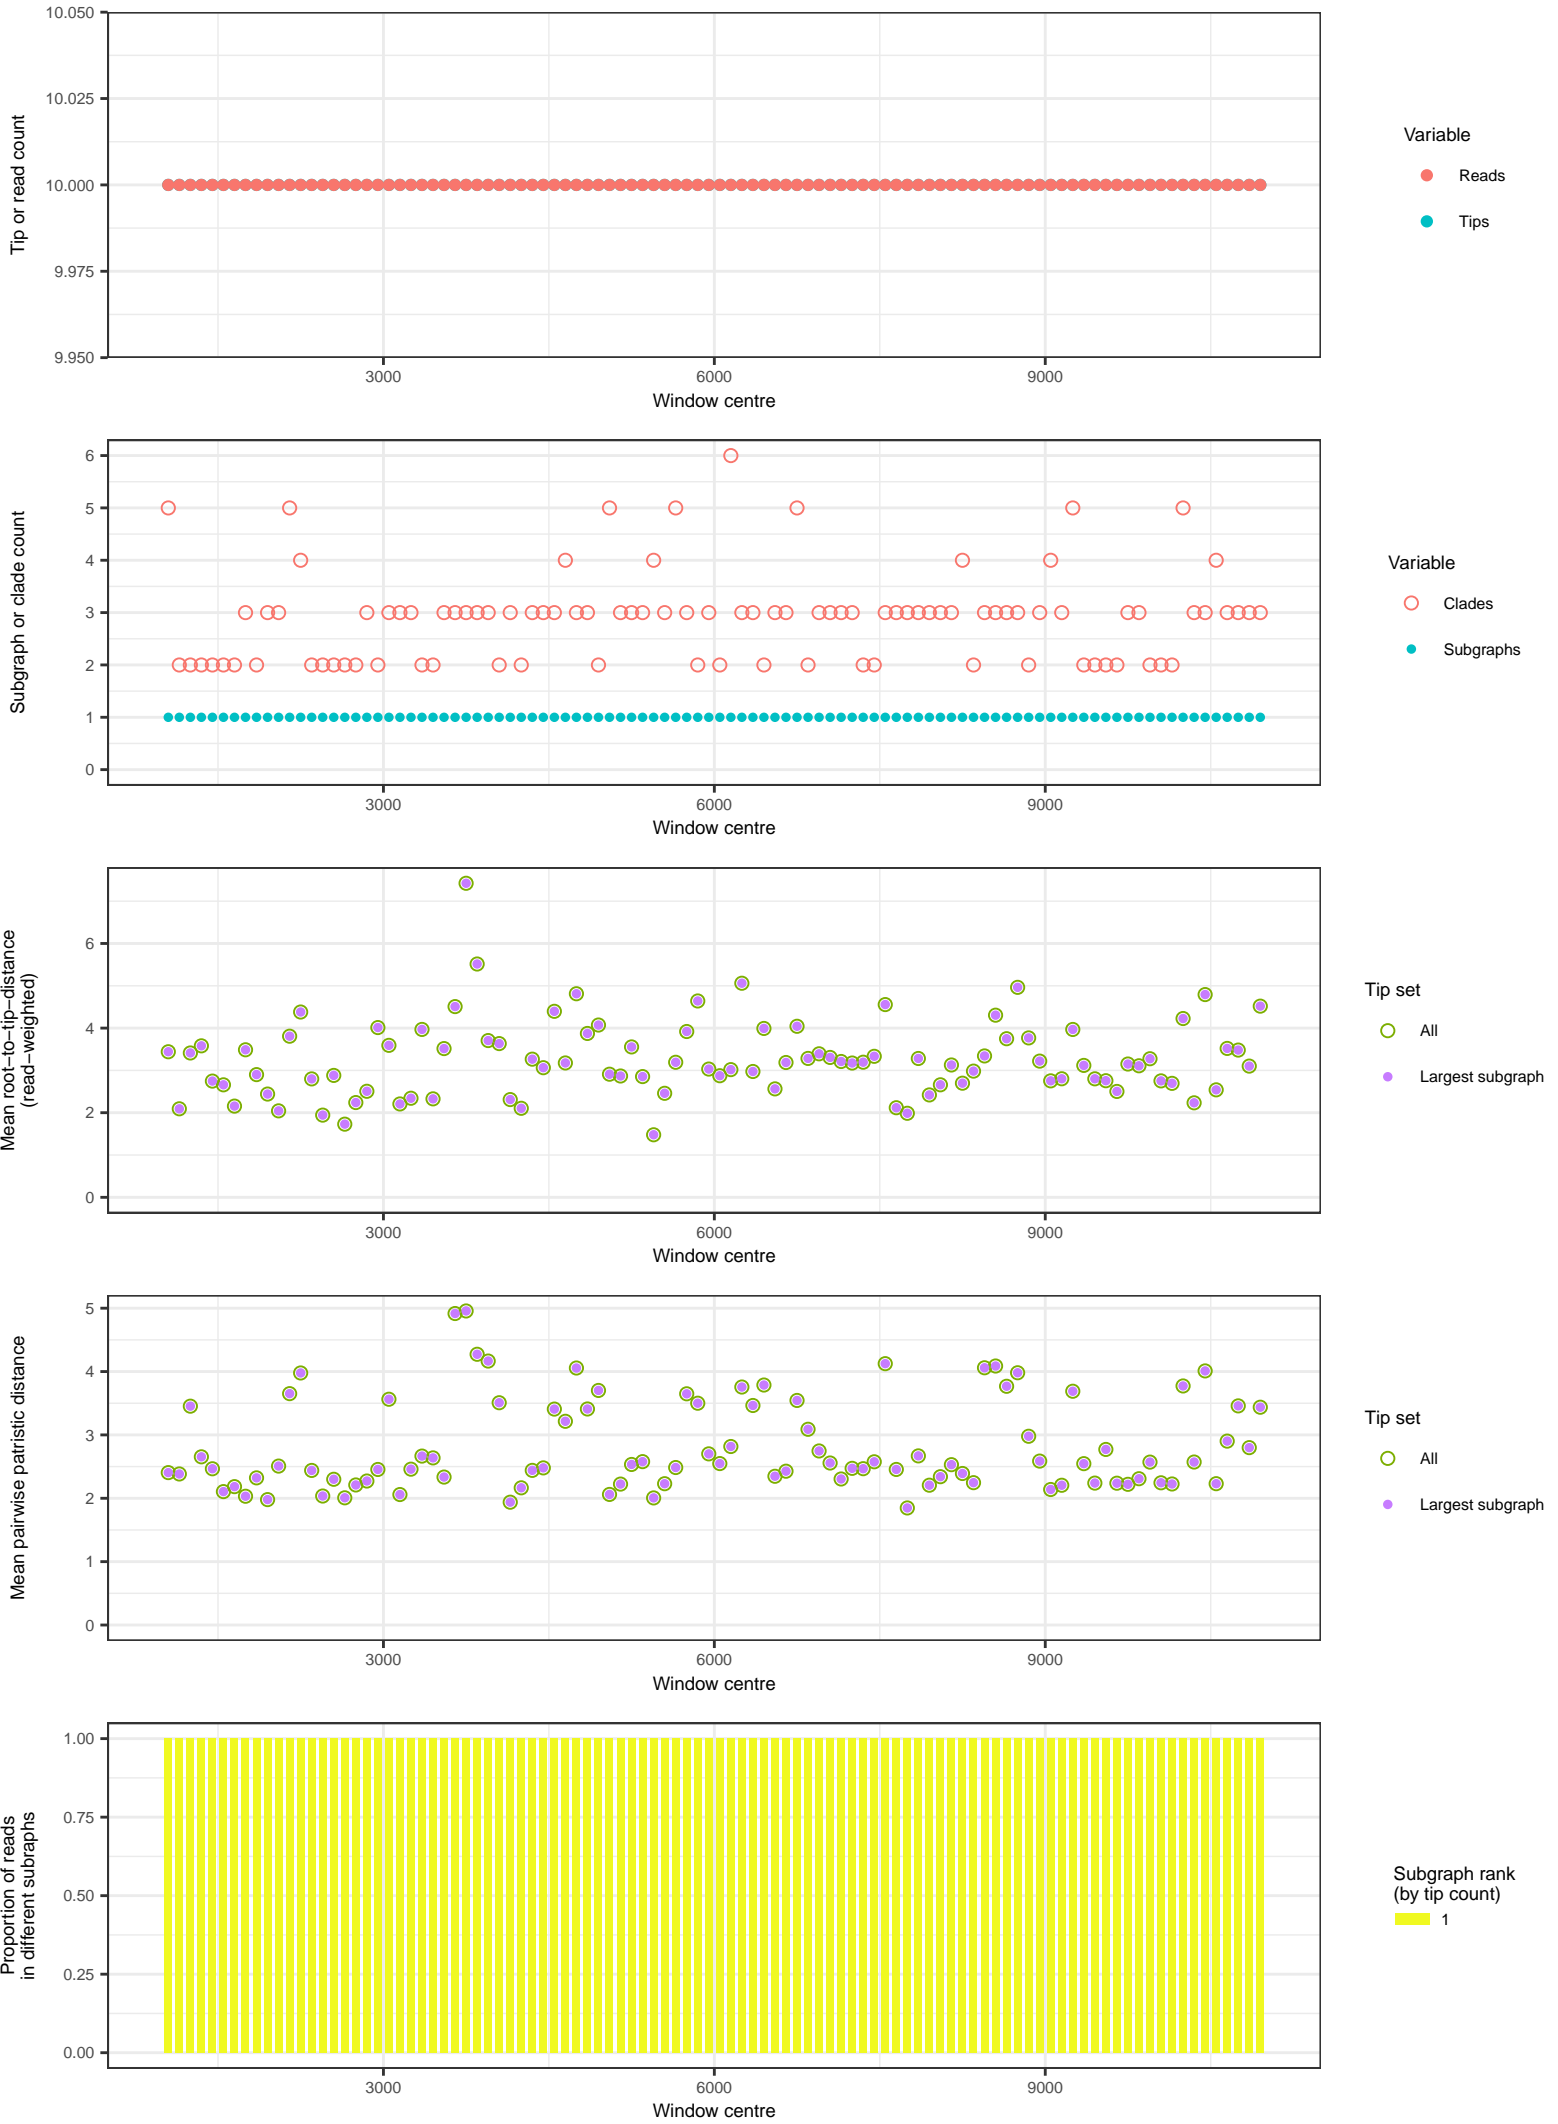 10.050
10.025
10.000
9.975
9.950
Tip or read count
3000 6000 9000
Window centre
Variable
Reads
Tips
6
5
4
3
2
1
0
Subgraph or clade count
3000 6000 9000
Window centre
Variable
Clades
Subgraphs
6
4
2
0
Mean root−to−tip−distance
(read−weighted)
3000 6000 9000
Window centre
Tip set
All
Largest subgraph
5
4
3
2
1
0
Mean pairwise patristic distance
3000 6000 9000
Window centre
Tip set
All
Largest subgraph
1.00
0.75
0.50
0.25
0.00
Proportion of reads
in different subraphs
3000 6000 9000
Window centre
Subgraph rank
(by tip count)
1